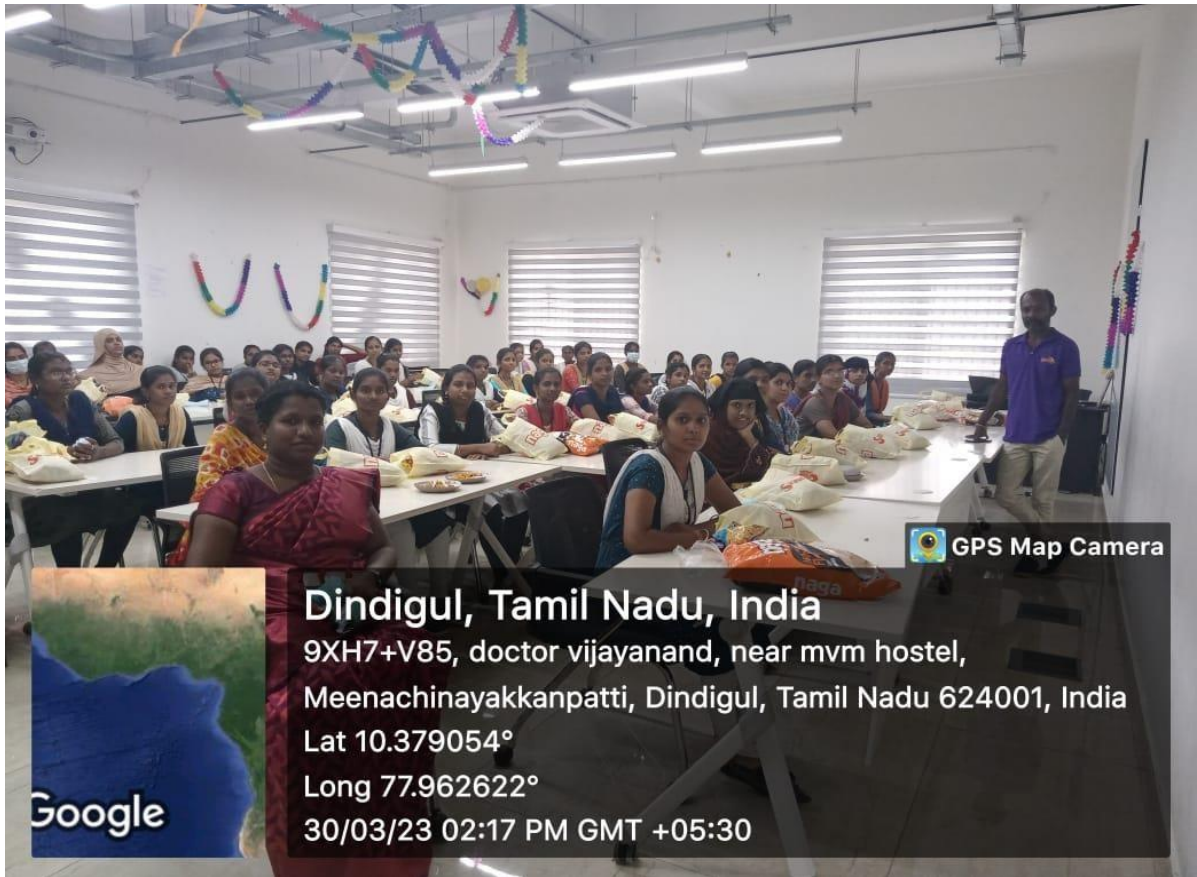 naga
GPS Map Camera
Dindigul, Tamil Nadu, India
9XH7+V85, doctor vijayanand, near mvm hostel,
Meenachinayakkanpatti, Dindigul, Tamil Nadu 624001, India
Lat 10.379054°
Long 77.962622°
30/03/23 02:17 PM GMT +05:30
Google